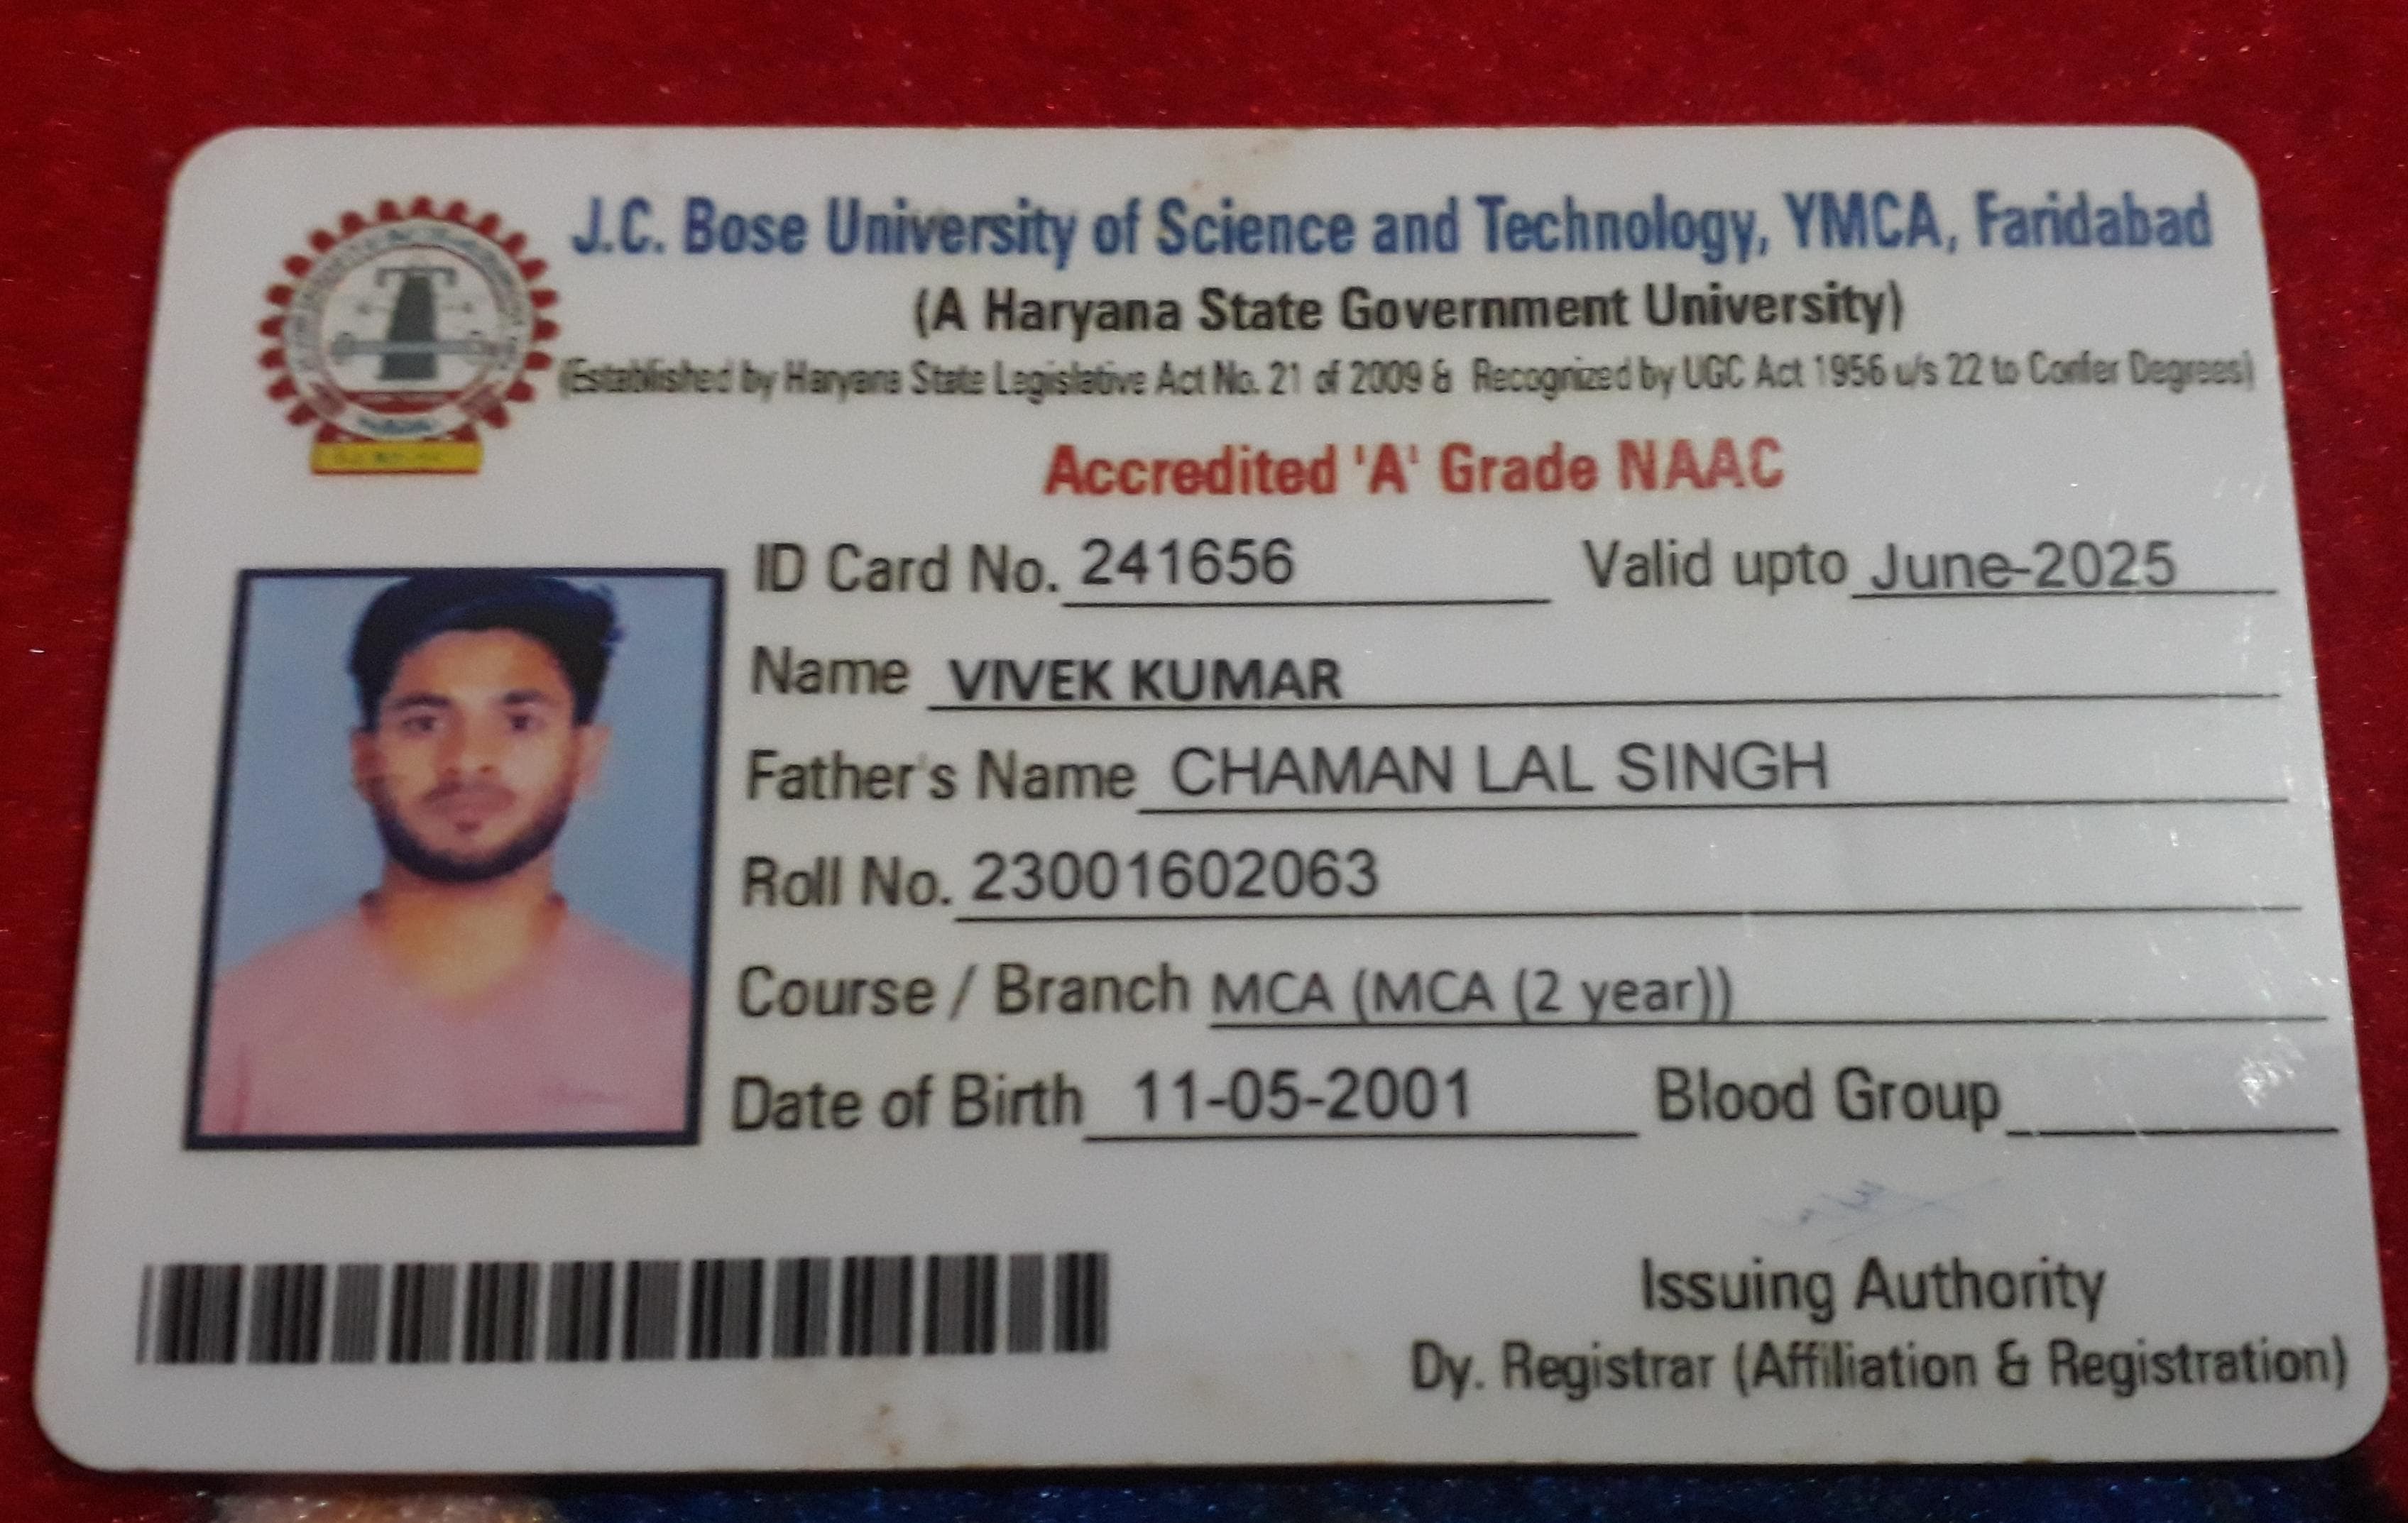 J.C. Bose University of Science and Technology, YMCA, Faridabad
(A Haryana State Government University)
(Established by Haryana State Legislative Act No. 21 of 2009 & Recognized by UGC Act 1956 u/s 22 to Confer Degrees)
Accredited 'A' Grade NAAC
ID Card No. 241656 Valid upto June-2025
Name VIVEK KUMAR
Father's Name CHAMAN LAL SINGH
Roll No. 23001602063
Course / Branch MCA (MCA (2 year))
Date of Birth 11-05-2001 Blood Group
Issuing Authority
Dy. Registrar (Affiliation & Registration)